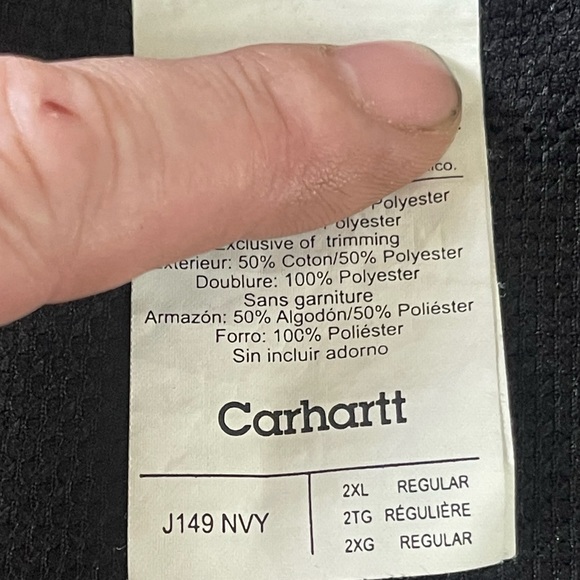 Polyester
Polyester
Exclusive of trimming
Extérieur: 50% Coton/50% Polyester
Doublure: 100% Polyester
Sans garniture
Armazón: 50% Algodón/50% Poliéster
Forro: 100% Poliéster
Sin incluir adorno
Carhartt
J149 NVY
2XL REGULAR
2TG RÉGULIÈRE
2XG REGULAR